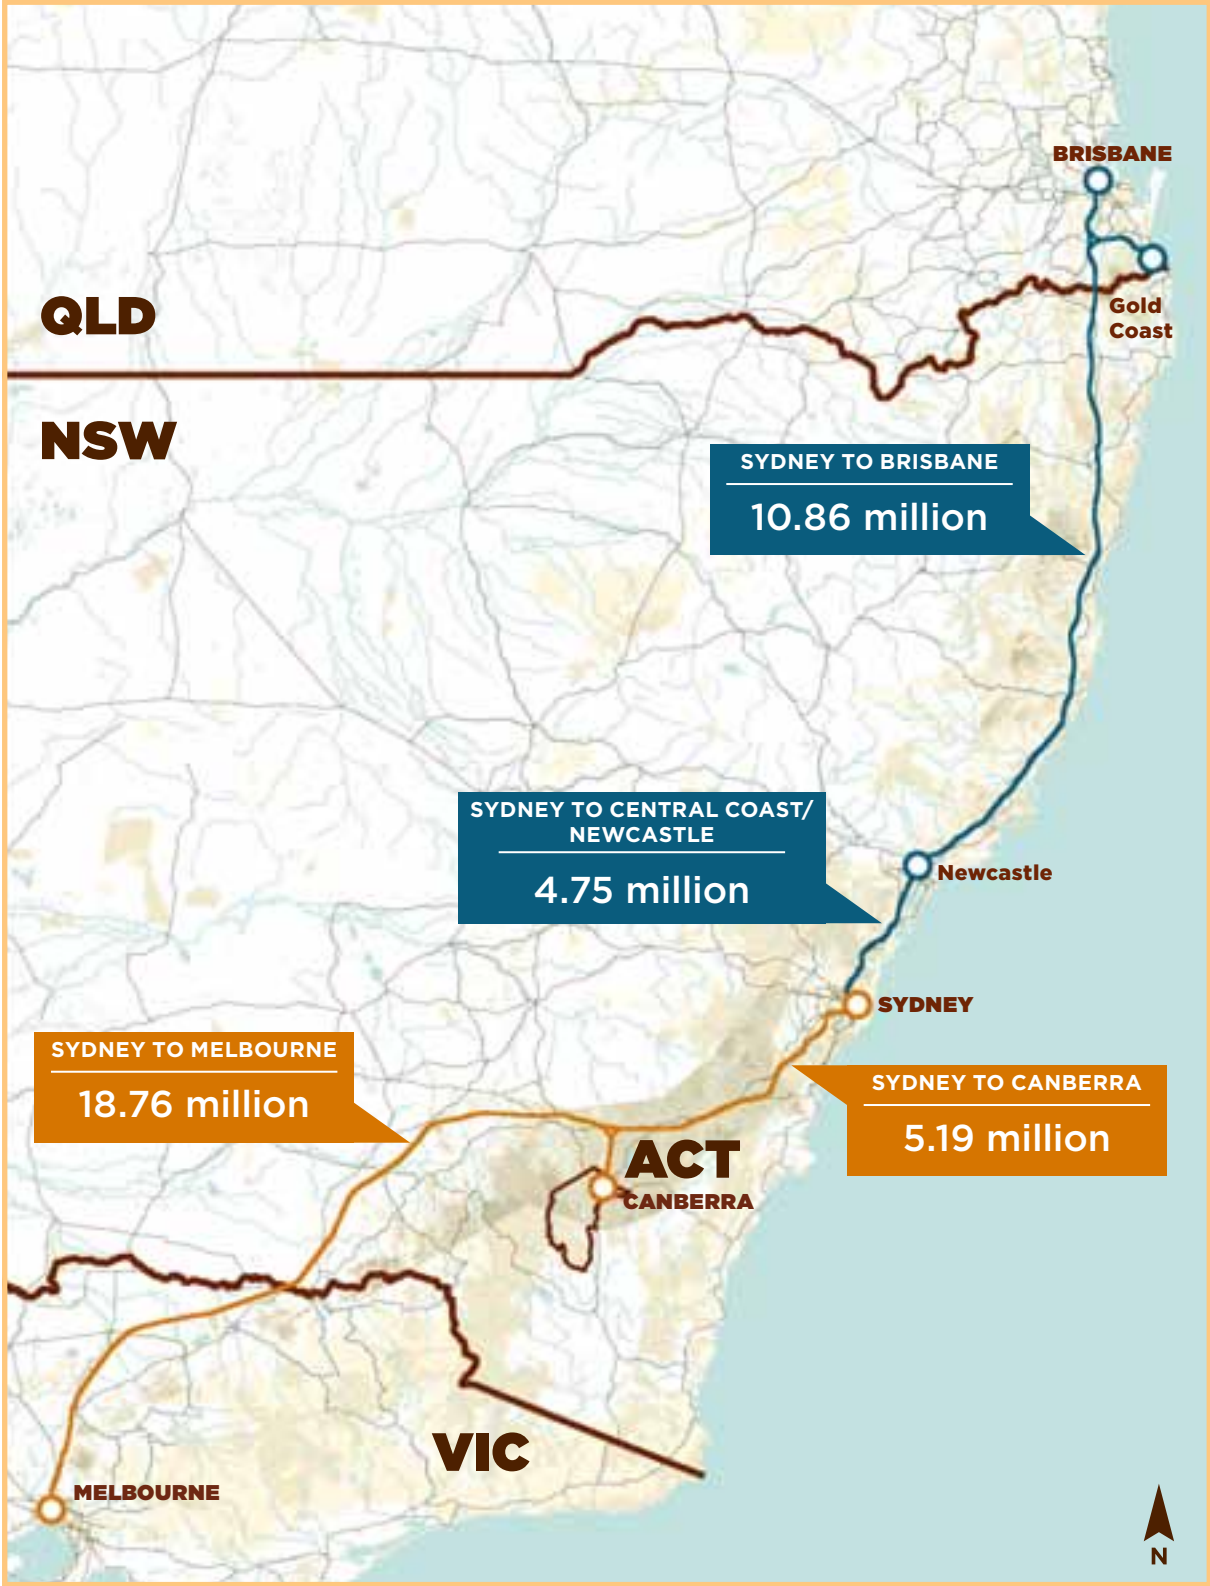 BRISBANE
Gold
Coast
QLD
NSW
SYDNEY TO BRISBANE
10.86 million
SYDNEY TO CENTRAL COAST/
NEWCASTLE
4.75 million
Newcastle
SYDNEY
SYDNEY TO MELBOURNE
18.76 million
SYDNEY TO CANBERRA
5.19 million
ACT
CANBERRA
VIC
MELBOURNE
N